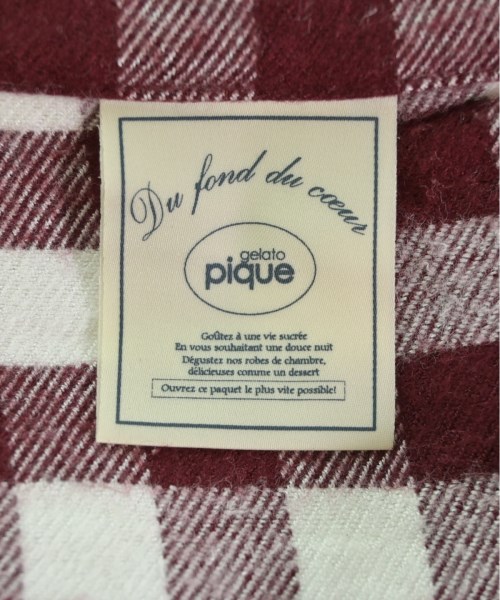 Du fond du cœur
gelato
pique
Goûtez à une vie sucrée
En vous souhaitant une douce nuit
Dégustez nos robes de chambre,
délicieuses comme un dessert
Ouvrez ce paquet le plus vite possible!